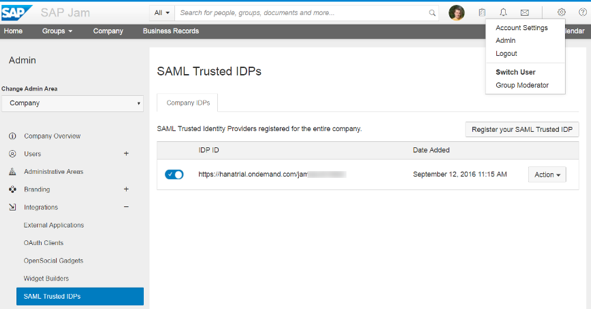 SAP
SAP Jam
All
Search for people, groups, documents and more...
Home
Groups
Company
Business Records
lendar
Account Settings
Admin
Logout
Switch User
Group Moderator
Admin
Change Admin Area
Company
Company Overview
Users
Administrative Areas
Branding
Integrations
External Applications
OAuth Clients
OpenSocial Gadgets
Widget Builders
SAML Trusted IDPs
SAML Trusted IDPs
Company IDPs
SAML Trusted Identity Providers registered for the entire company.
Register your SAML Trusted IDP
IDP ID
Date Added
https://hanatrial.ondemand.com/jam
September 12, 2016 11:15 AM
Action